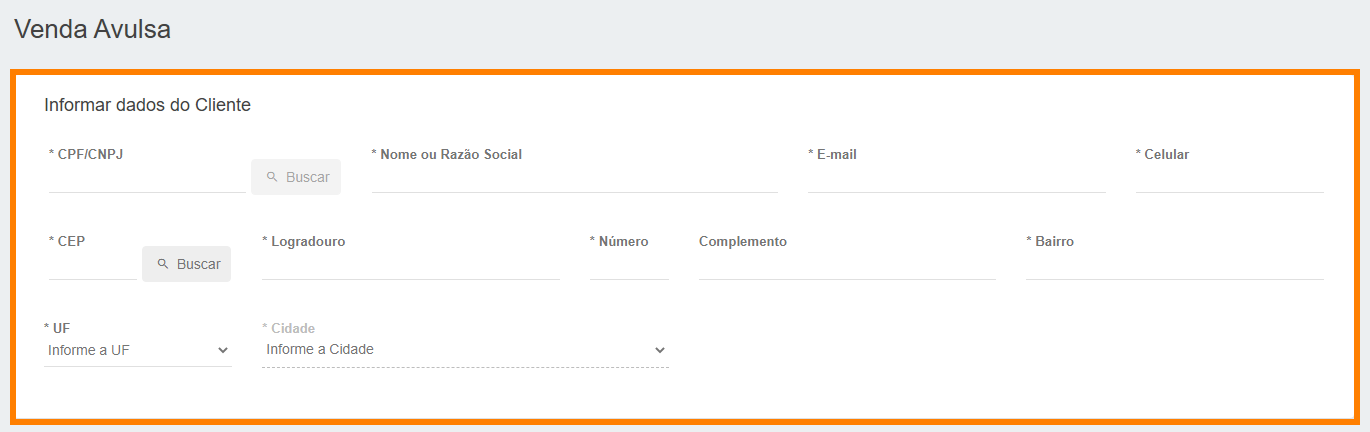 Venda Avulsa
Informar dados do Cliente
* CPF/CNPJ
Buscar
* Nome ou Razão Social
* E-mail
* Celular
* CEP
Buscar
* Logradouro
* Número
Complemento
* Bairro
* UF
Informe a UF
* Cidade
Informe a Cidade